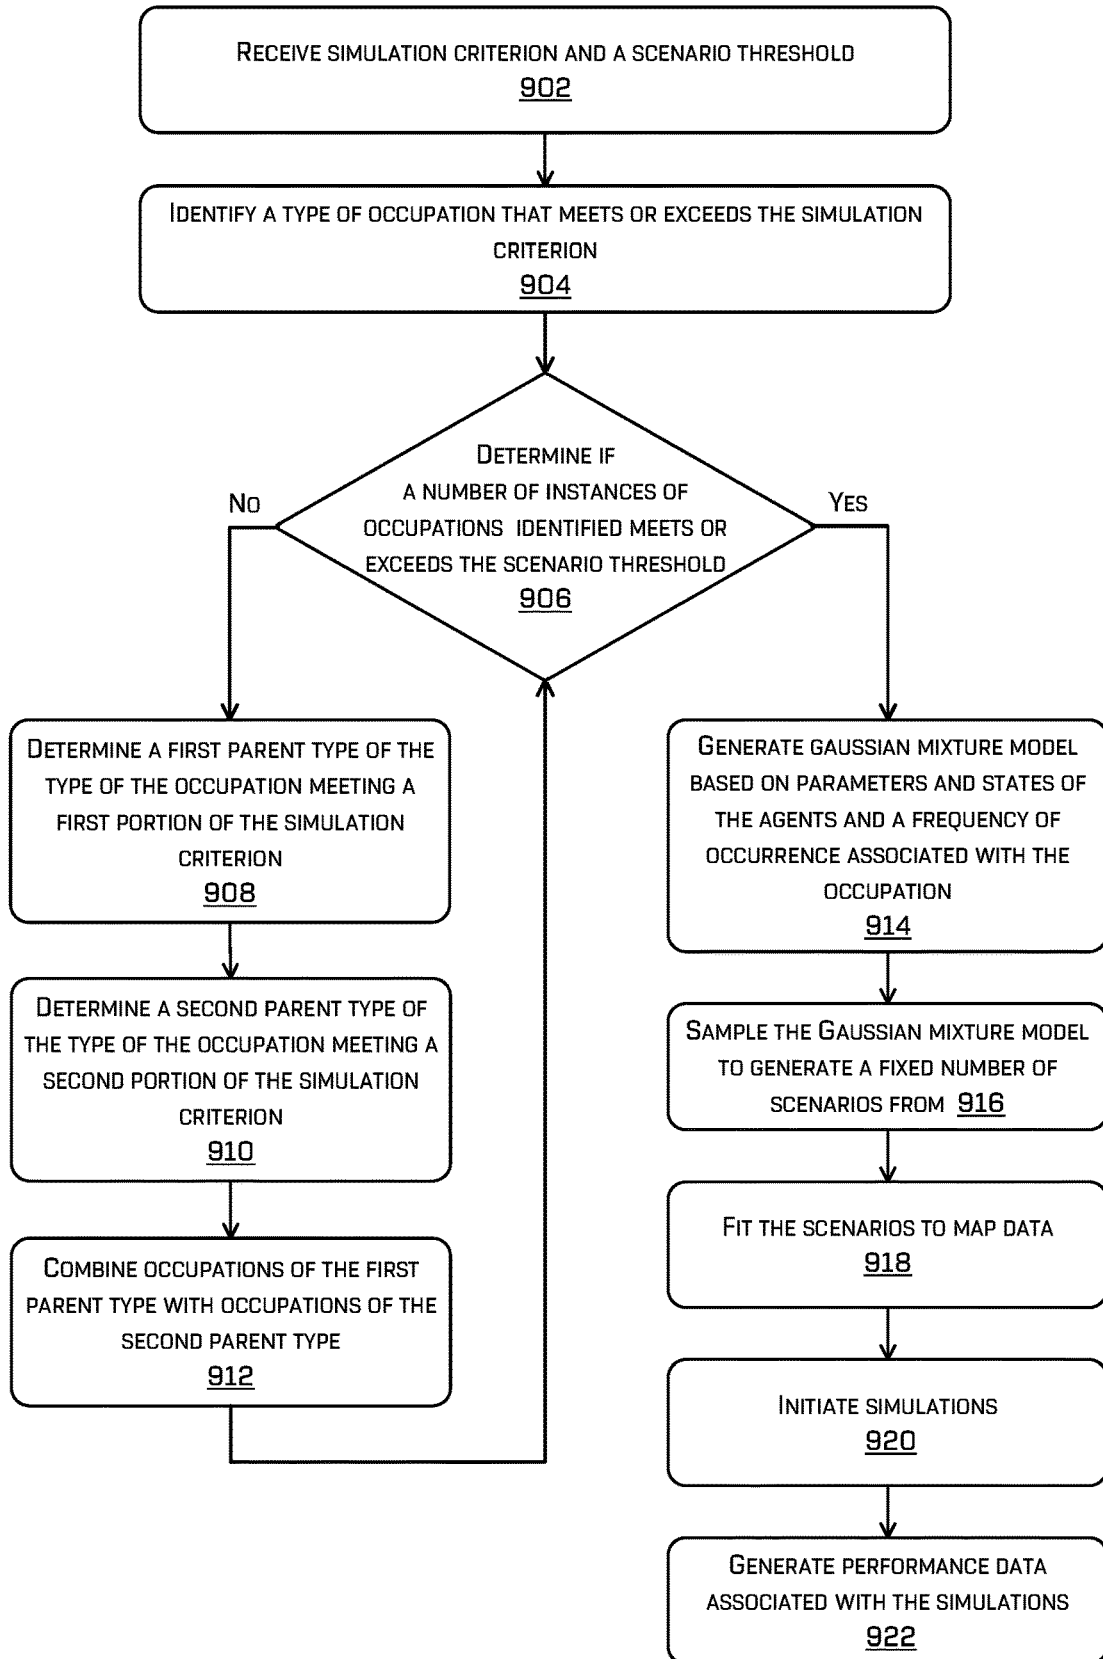 RECEIVE SIMULATION CRITERION AND A SCENARIO THRESHOLD
902
IDENTIFY A TYPE OF OCCUPATION THAT MEETS OR EXCEEDS THE SIMULATION
CRITERION
904
DETERMINE IF
A NUMBER OF INSTANCES OF
OCCUPATIONS IDENTIFIED MEETS OR
EXCEEDS THE SCENARIO THRESHOLD
906
NO
YES
DETERMINE A FIRST PARENT TYPE OF THE
TYPE OF THE OCCUPATION MEETING A
FIRST PORTION OF THE SIMULATION
CRITERION
908
DETERMINE A SECOND PARENT TYPE OF
THE TYPE OF THE OCCUPATION MEETING A
SECOND PORTION OF THE SIMULATION
CRITERION
910
COMBINE OCCUPATIONS OF THE FIRST
PARENT TYPE WITH OCCUPATIONS OF THE
SECOND PARENT TYPE
912
GENERATE GAUSSIAN MIXTURE MODEL
BASED ON PARAMETERS AND STATES OF
THE AGENTS AND A FREQUENCY OF
OCCURRENCE ASSOCIATED WITH THE
OCCUPATION
914
SAMPLE THE GAUSSIAN MIXTURE MODEL
TO GENERATE A FIXED NUMBER OF
SCENARIOS FROM 916
FIT THE SCENARIOS TO MAP DATA
918
INITIATE SIMULATIONS
920
GENERATE PERFORMANCE DATA
ASSOCIATED WITH THE SIMULATIONS
922